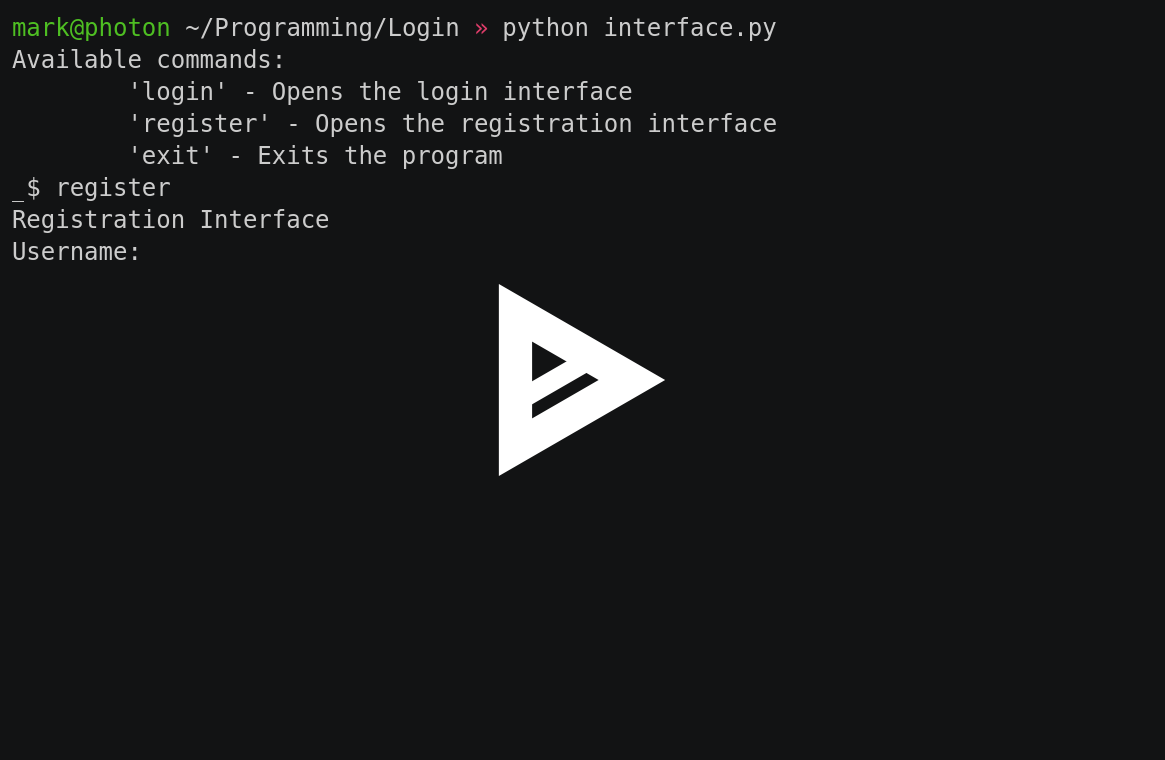 mark@photon ~/Programming/Login » python interface.py
Available commands:
        'login' - Opens the login interface
        'register' - Opens the registration interface
        'exit' - Exits the program
_$ register
Registration Interface
Username: